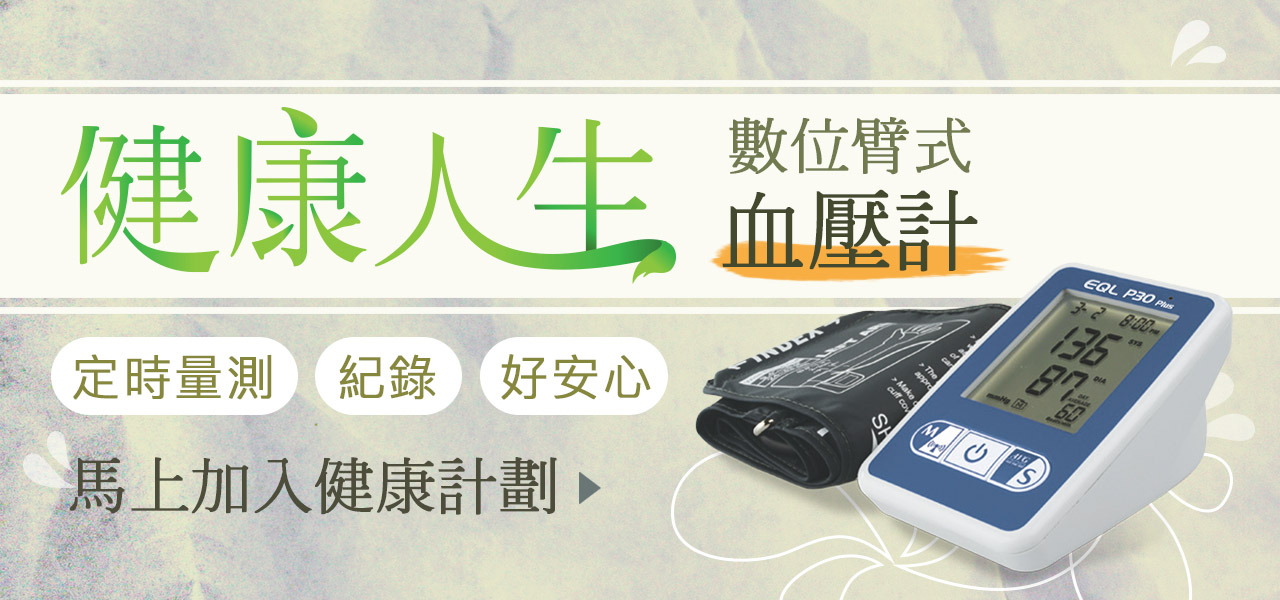 健康人生
數位臂式
血壓計
定時量測
紀錄
好安心
馬上加入健康計劃
INDEX
EQL P30 Plus
3- 2 8:00
136 SYS
87 DIA
mmHg
60
M
S